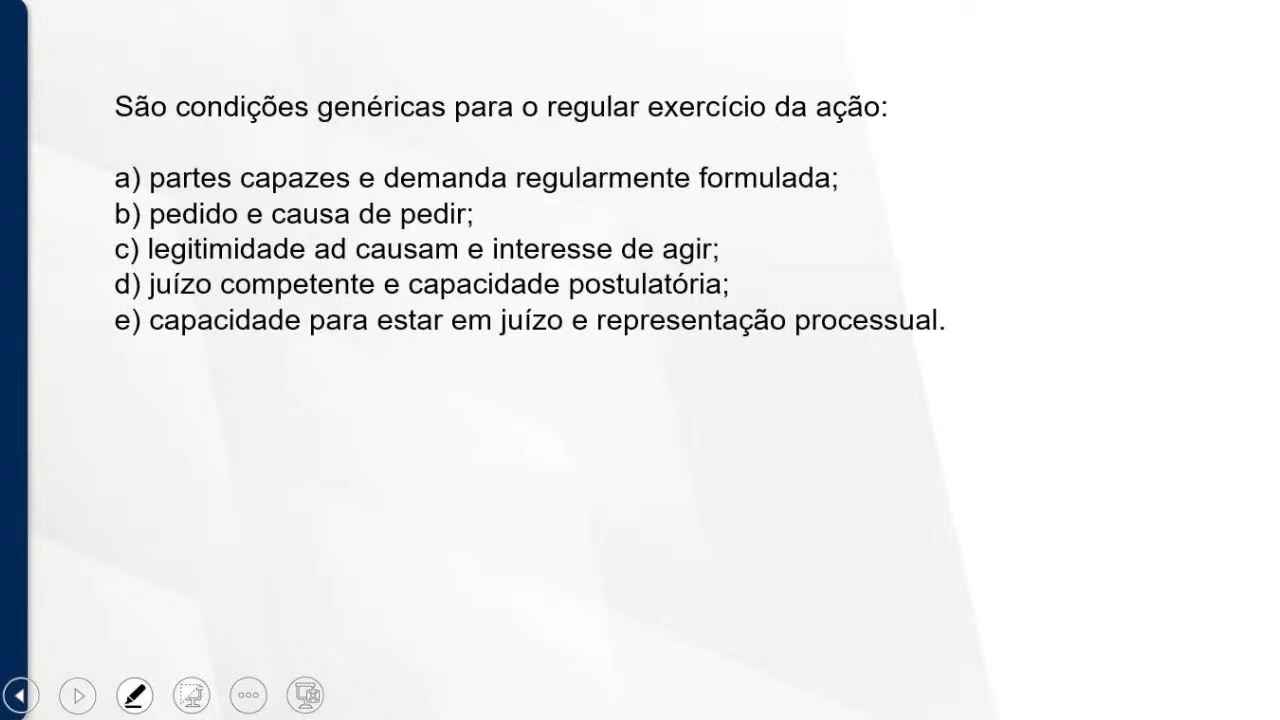 São condições genéricas para o regular exercício da ação:
a) partes capazes e demanda regularmente formulada;
b) pedido e causa de pedir;
c) legitimidade ad causam e interesse de agir;
d) juízo competente e capacidade postulatória;
e) capacidade para estar em juízo e representação processual.